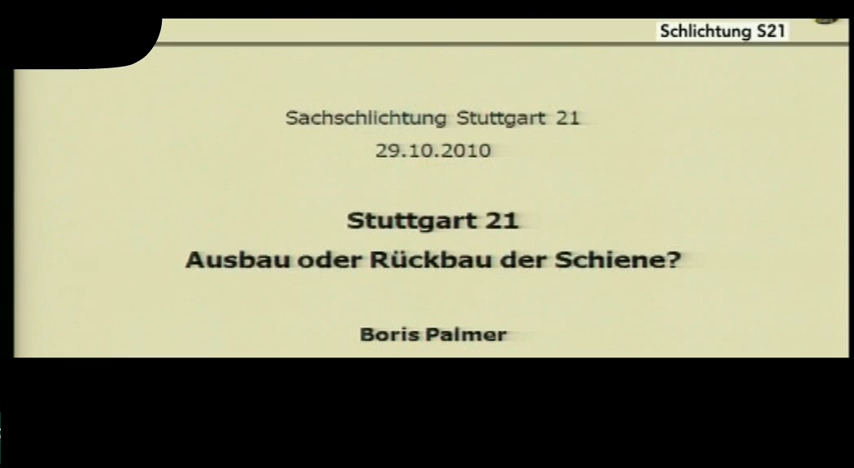 Schlichtung S21
Sachschlichtung Stuttgart 21
29.10.2010
Stuttgart 21
Ausbau oder Rückbau der Schiene?
Boris Palmer